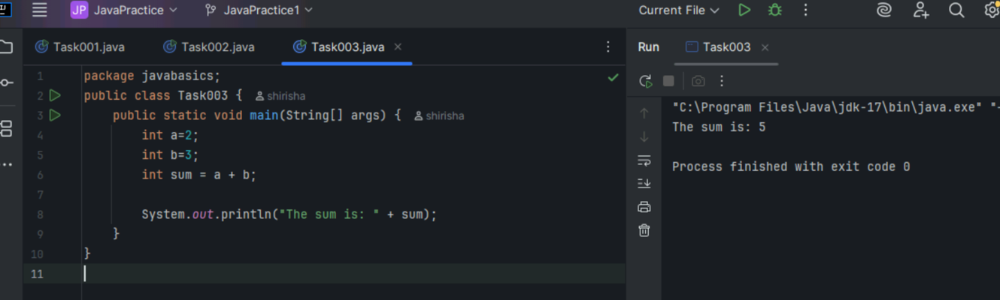 JP JavaPractice JavaPractice1 Current File
Task001.java Task002.java Task003.java Run Task003
1 package javabasics;
2 public class Task003 { shirisha
3 public static void main(String[] args) { shirisha
4 int a=2;
5 int b=3;
6 int sum = a + b;
7
8 System.out.println("The sum is: " + sum);
9 }
10 }
11
"C:\Program Files\Java\jdk-17\bin\java.exe" "-
The sum is: 5
Process finished with exit code 0